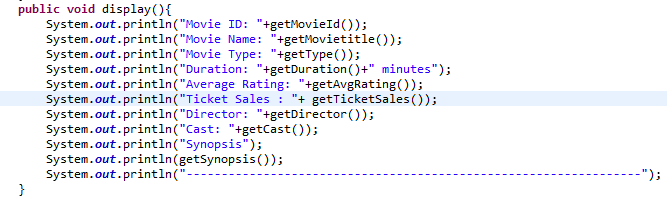 public void display(){
System.out.println("Movie ID: "+getMovieId());
System.out.println("Movie Name: "+getMovietitle());
System.out.println("Movie Type: "+getType());
System.out.println("Duration: "+getDuration()+" minutes");
System.out.println("Average Rating: "+getAvgRating());
System.out.println("Ticket Sales : "+ getTicketSales());
System.out.println("Director: "+getDirector());
System.out.println("Cast: "+getCast());
System.out.println("Synopsis");
System.out.println(getSynopsis());
System.out.println("-----------------------------------------------------------------");
}